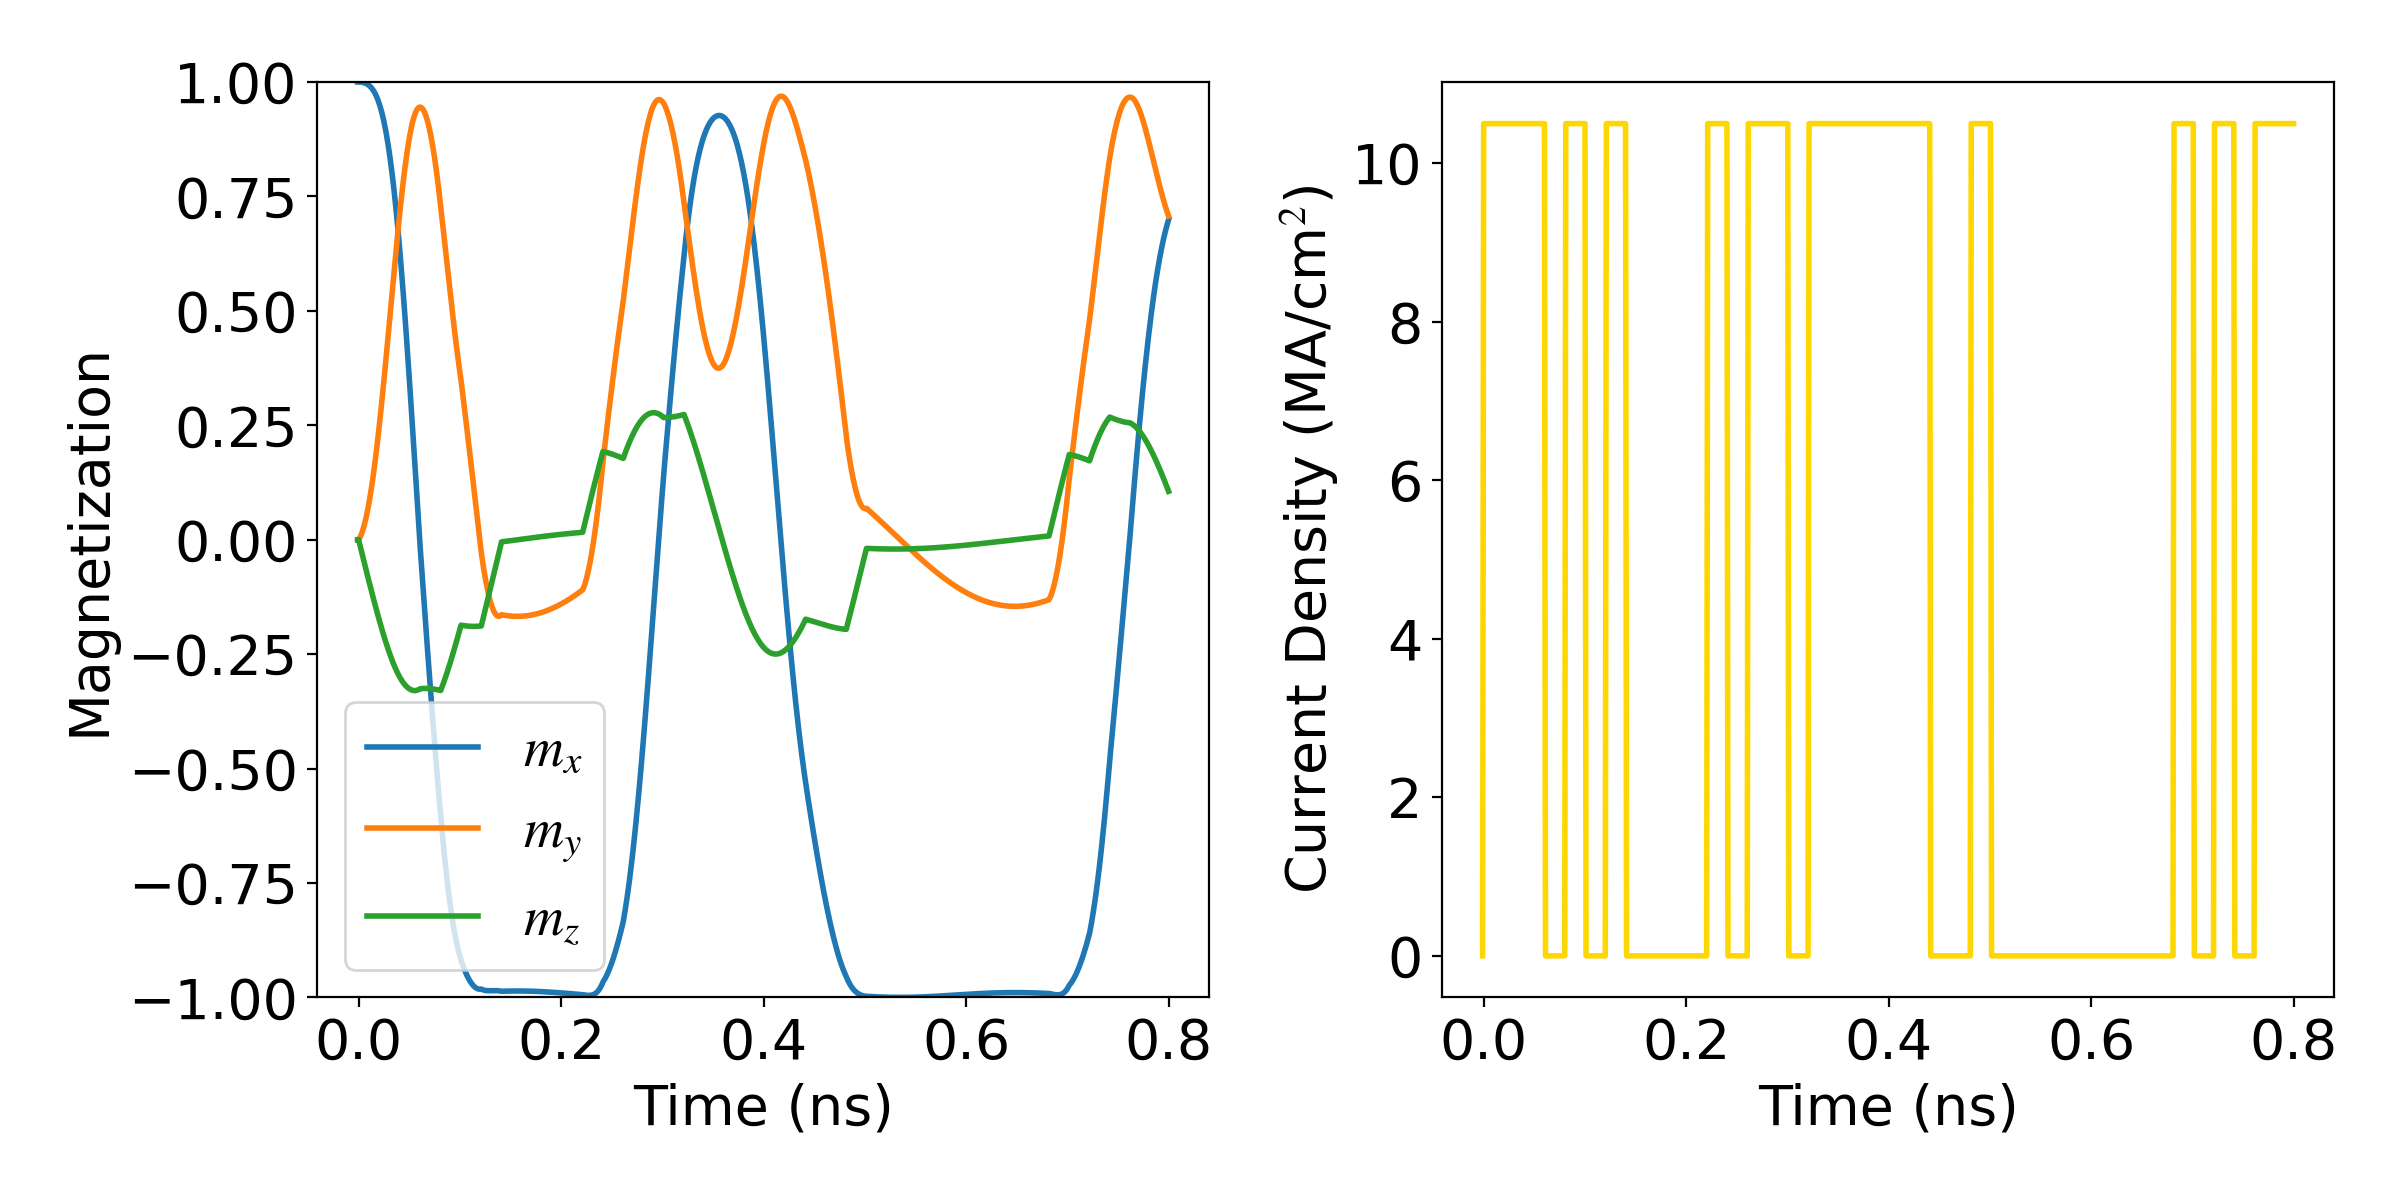 1.00
0.75
0.50
0.25
0.00
−0.25
−0.50
−0.75
−1.00
Magnetization
m_x
m_y
m_z
0.0 0.2 0.4 0.6 0.8
Time (ns)
10
8
6
4
2
0
Current Density (MA/cm²)
0.0 0.2 0.4 0.6 0.8
Time (ns)